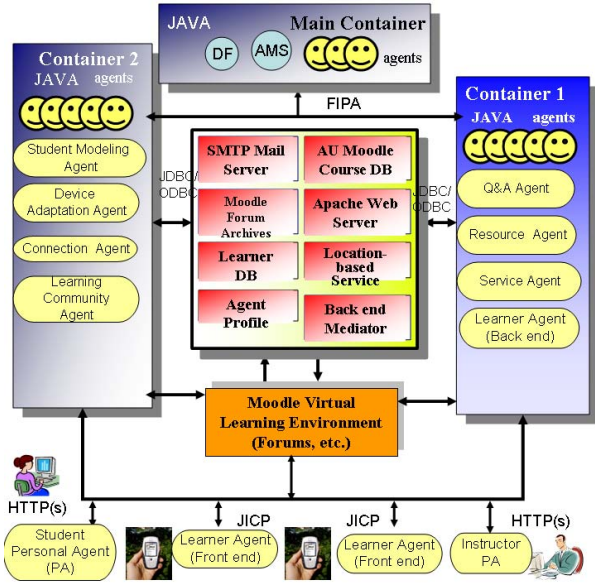 JAVA Main Container
DF AMS
agents
Container 2
JAVA agents
FIPA
Container 1
JAVA agents
Student Modeling
Agent
Device
Adaptation Agent
Connection Agent
Learning
Community
Agent
JDBC/
ODBC
SMTP Mail
Server
AU Moodle
Course DB
Moodle
Forum
Archives
Apache Web
Server
Learner
DB
Location-
based
Service
Agent
Profile
Back end
Mediator
JDBC/
ODBC
Q&A Agent
Resource Agent
Service Agent
Learner Agent
(Back end)
Moodle Virtual
Learning Environment
(Forums, etc.)
HTTP(s)
JICP
JICP
HTTP(s)
Student
Personal Agent
(PA)
Learner Agent
(Front end)
Learner Agent
(Front end)
Instructor
PA